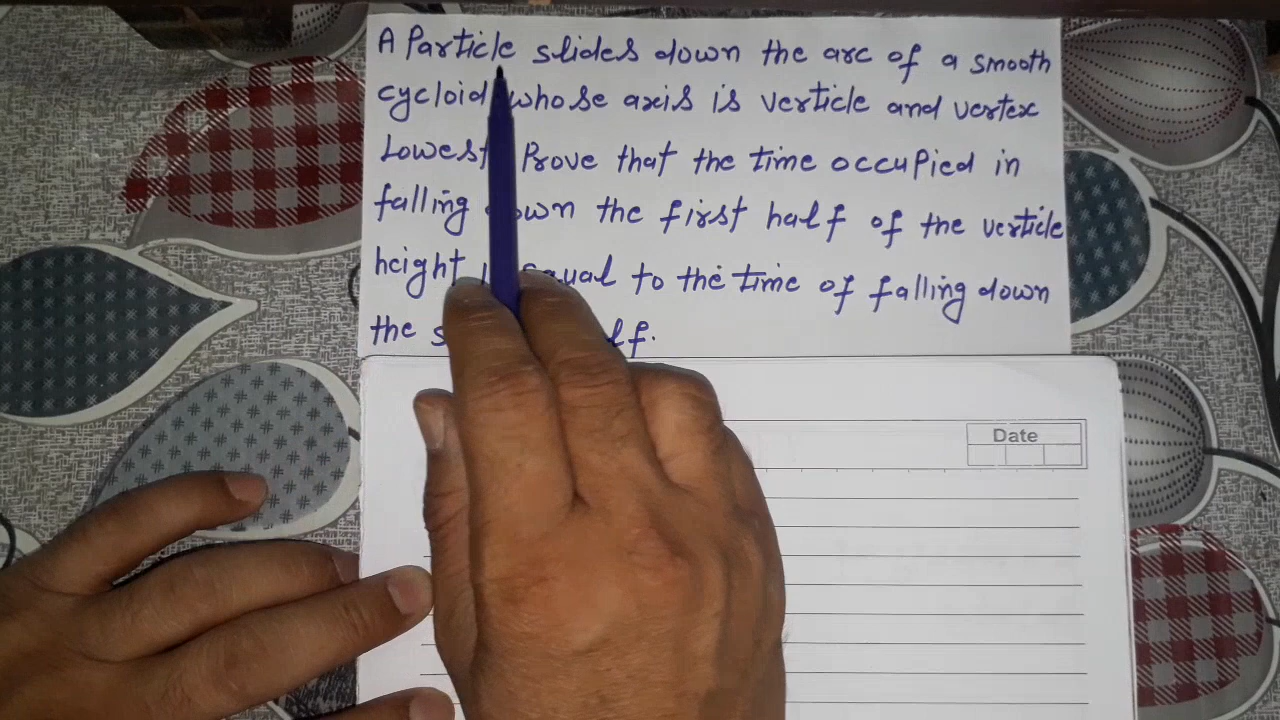 A Particle slides down the arc of a smooth
cycloid whose axis is verticle and vertex
Lowest Prove that the time occupied in
falling down the first half of the verticle
height equal to the time of falling down
the
Date